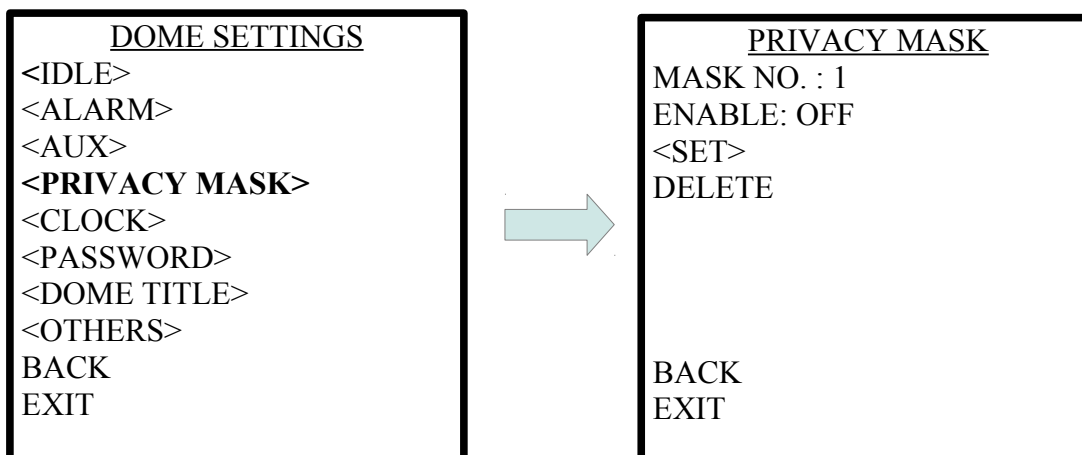 DOME SETTINGS
<IDLE>
<ALARM>
<AUX>
<PRIVACY MASK>
<CLOCK>
<PASSWORD>
<DOME TITLE>
<OTHERS>
BACK
EXIT
PRIVACY MASK
MASK NO. : 1
ENABLE: OFF
<SET>
DELETE
BACK
EXIT